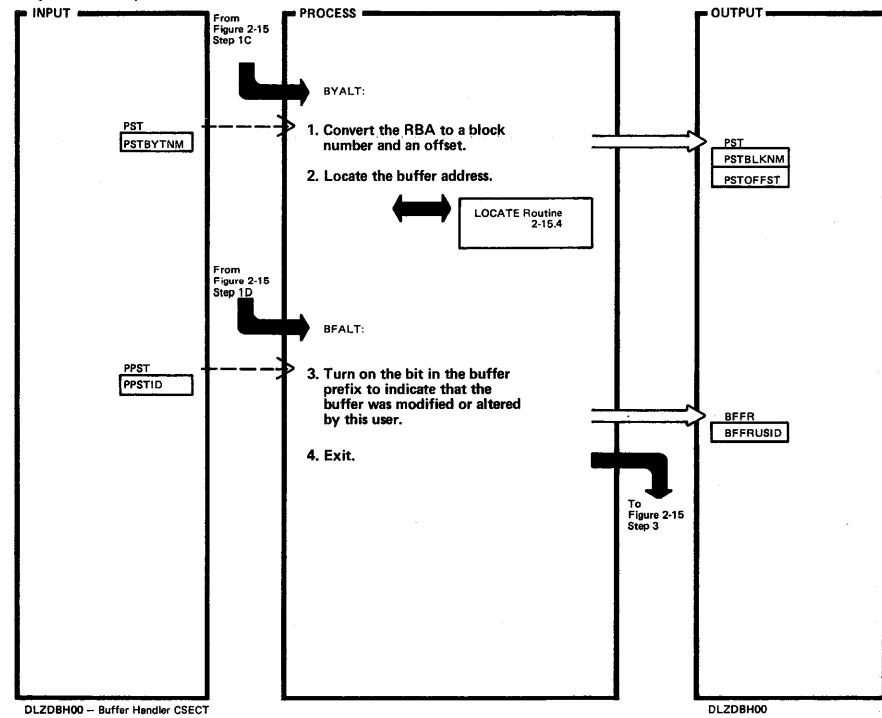 INPUT
From
Figure 2-15
Step 1C
PROCESS
OUTPUT
BYALT:
PST
PSTBYTNM
1. Convert the RBA to a block
number and an offset.
PST
PSTBLKNM
PSTOFFST
2. Locate the buffer address.
LOCATE Routine
2-15.4
From
Figure 2-15
Step 1D
BFALT:
PPST
PPSTID
3. Turn on the bit in the buffer
prefix to indicate that the
buffer was modified or altered
by this user.
BFFR
BFFRUSID
4. Exit.
To
Figure 2-15
Step 3
DLZDBH00 – Buffer Handler CSECT
DLZDBH00